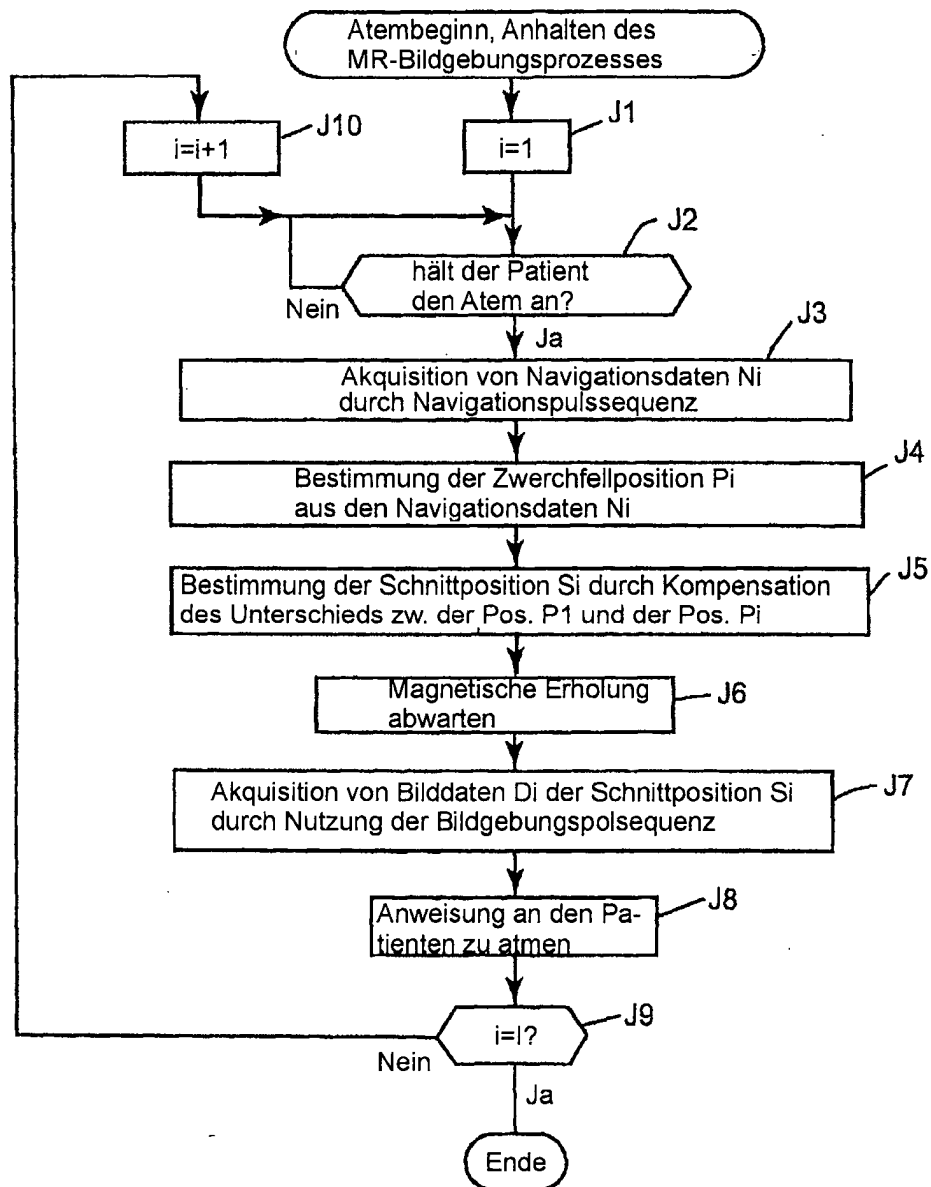 Atembeginn, Anhalten des
MR-Bildgebungsprozesses
J10
i=i+1
J1
i=1
J2
hält der Patient
den Atem an?
Nein
Ja
J3
Akquisition von Navigationsdaten Ni
durch Navigationspulssequenz
J4
Bestimmung der Zwerchfellposition Pi
aus den Navigationsdaten Ni
J5
Bestimmung der Schnittposition Si durch Kompensation
des Unterschieds zw. der Pos. P1 und der Pos. Pi
J6
Magnetische Erholung
abwarten
J7
Akquisition von Bilddaten Di der Schnittposition Si
durch Nutzung der Bildgebungspolsequenz
J8
Anweisung an den Pa-
tienten zu atmen
J9
i=I?
Nein
Ja
Ende